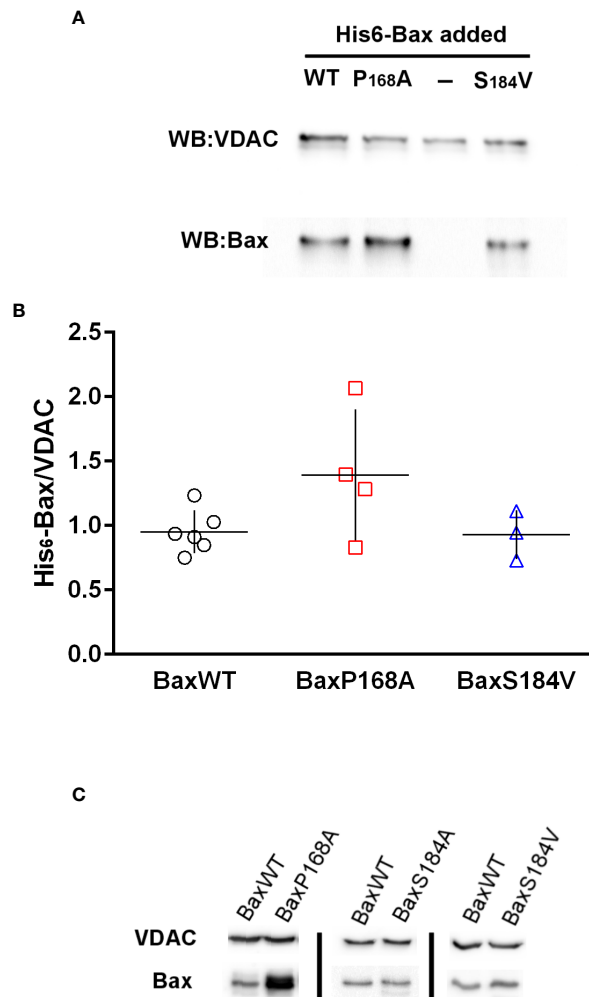 A
His6-Bax added
WT P168A – S184V
WB:VDAC
WB:Bax
B
2.5
2.0
1.5
1.0
0.5
0.0
His6-Bax/VDAC
BaxWT BaxP168A BaxS184V
C
BaxWT BaxP168A BaxWT BaxS184A BaxWT BaxS184V
VDAC
Bax